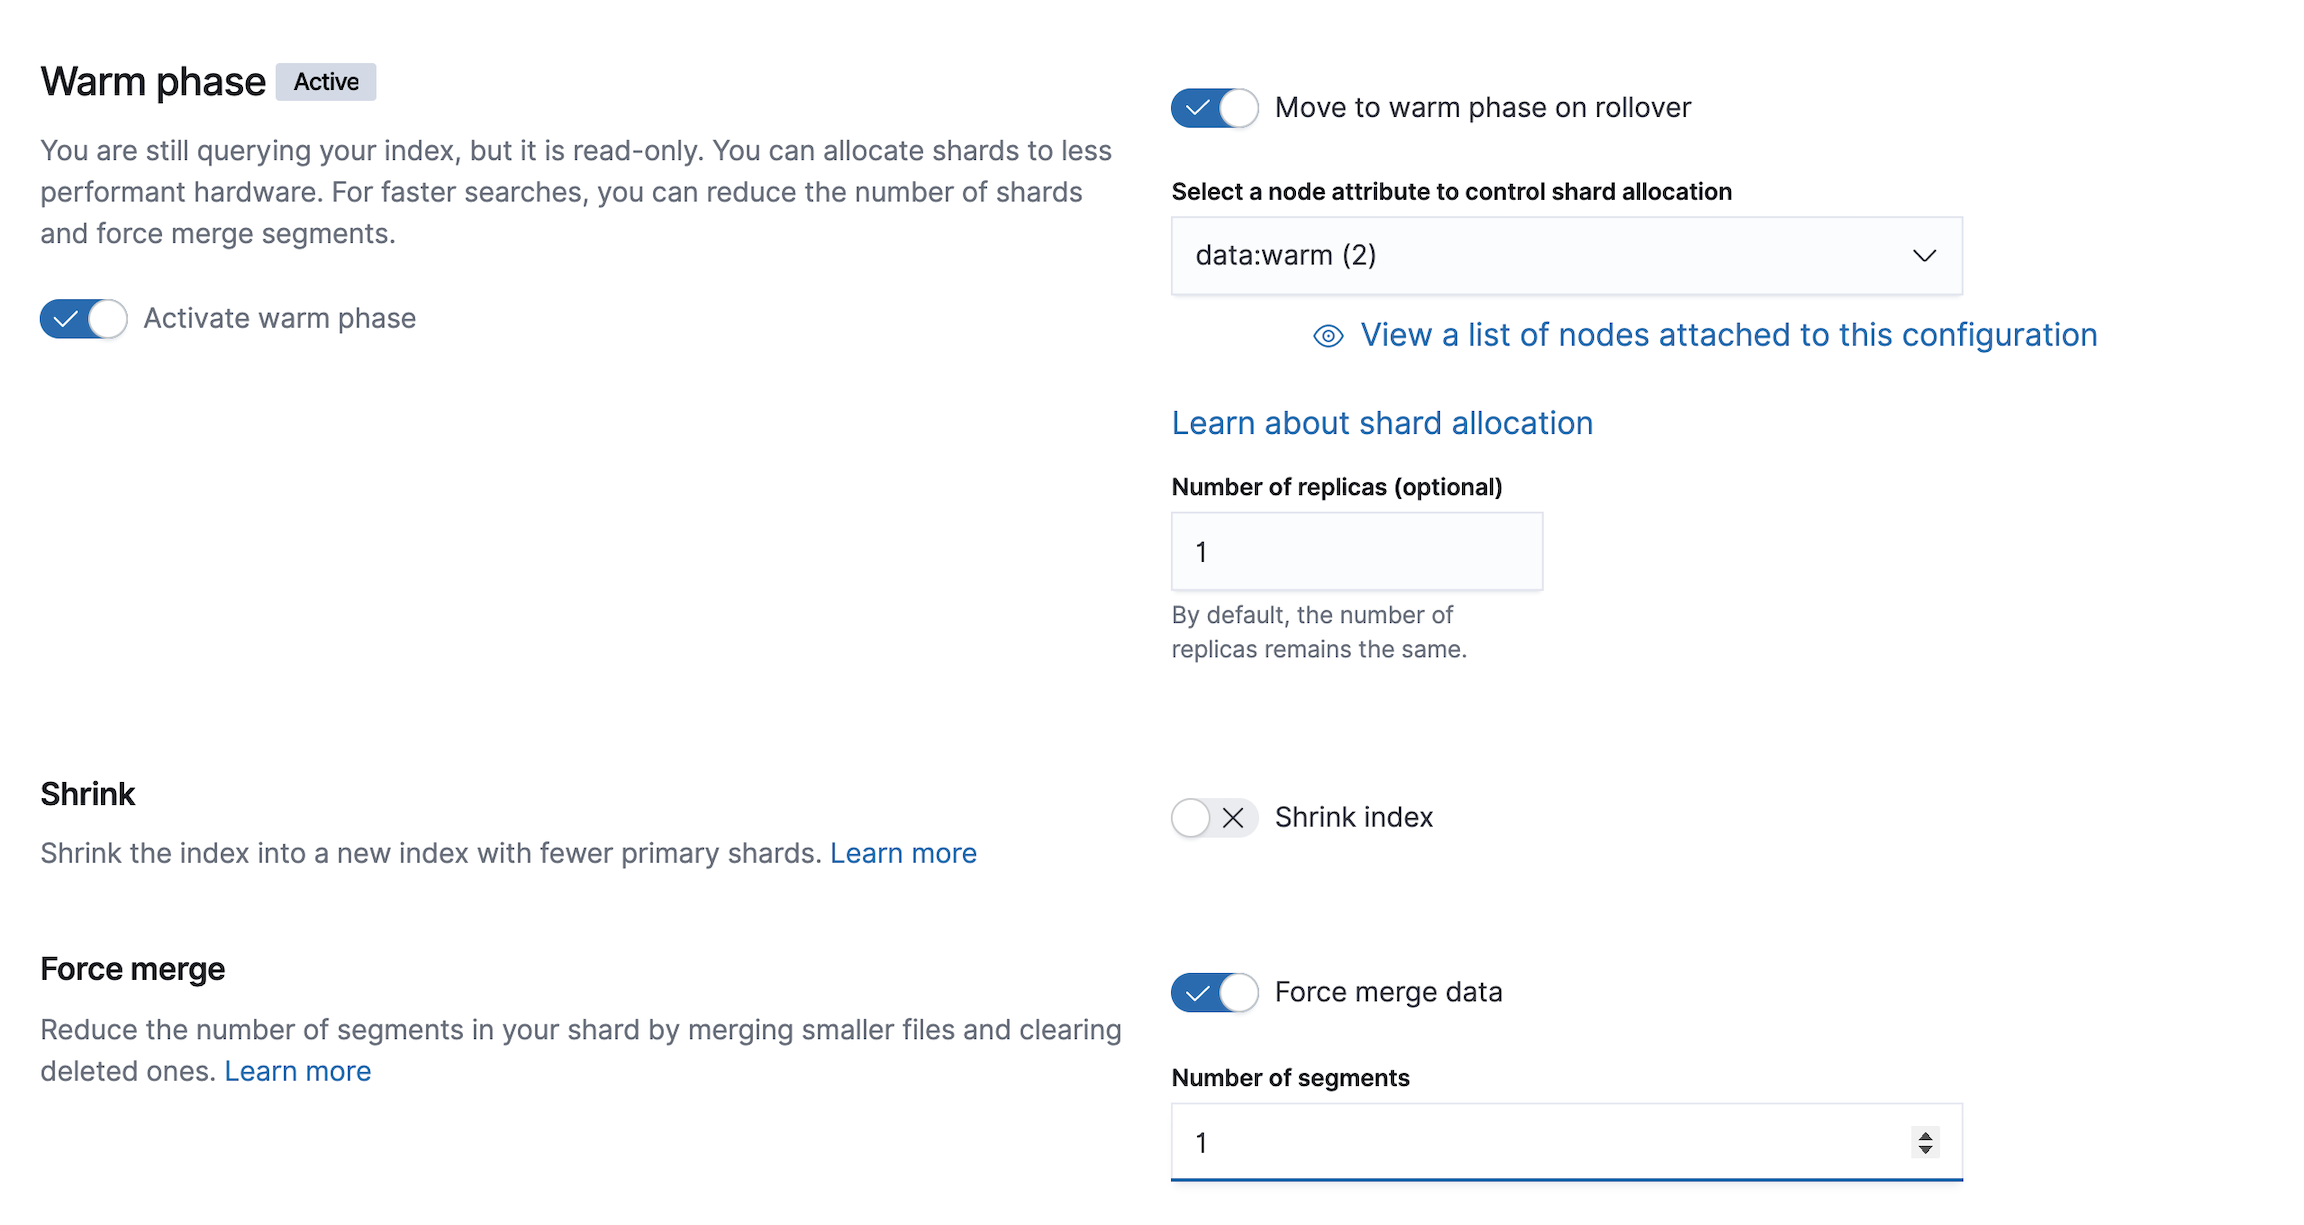 Warm phase Active
You are still querying your index, but it is read-only. You can allocate shards to less
performant hardware. For faster searches, you can reduce the number of shards
and force merge segments.
Activate warm phase
Move to warm phase on rollover
Select a node attribute to control shard allocation
data:warm (2)
View a list of nodes attached to this configuration
Learn about shard allocation
Number of replicas (optional)
1
By default, the number of
replicas remains the same.
Shrink
Shrink the index into a new index with fewer primary shards. Learn more
Shrink index
Force merge
Reduce the number of segments in your shard by merging smaller files and clearing
deleted ones. Learn more
Force merge data
Number of segments
1